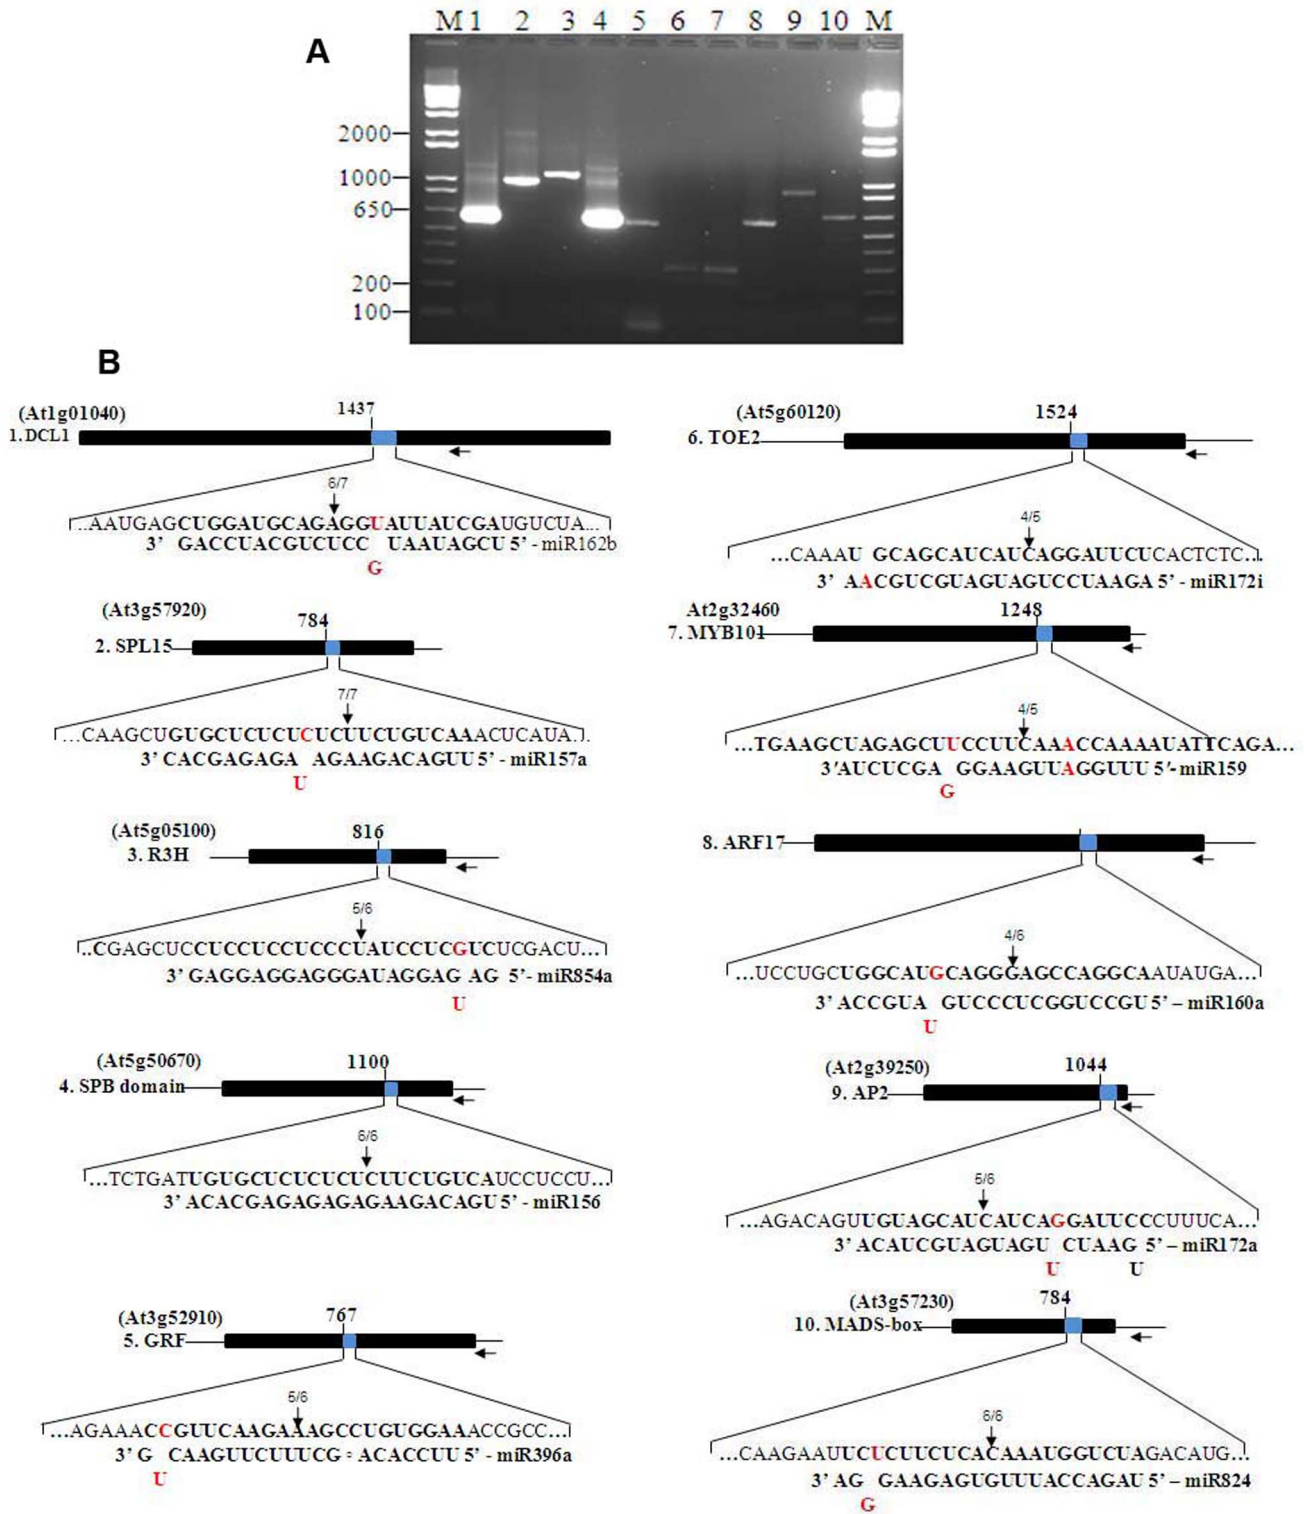 A
M 1 2 3 4 5 6 7 8 9 10 M
2000
1000
650
200
100
B
(At1g01040)
1437
1. DCL1
6/7
...AAUGAGCUGGAUGCAGAGGUAUUAUCGAUGUCUA...
3' GACCUACGUCUCC UAAUAGCU 5' - miR162b
G
(At3g57920)
784
2. SPL15
7/7
...CAAGCUGUGCUCUCUCUCUUCUGUCAAACUCAUA...
3' CACGAGAGA AGAAGACAGUU 5' - miR157a
U
(At5g05100)
816
3. R3H
5/6
...CGAGCUCCUCCUCCUCCCUAUCCUCGUCUCGACU...
3' GAGGAGGAGGGAUAGGAG AG 5'- miR854a
U
(At5g50670)
1100
4. SPB domain
6/6
...TCTGATUGUGCUCUCUCUCUUCUGUCAUCCUCCU...
3' ACACGAGAGAGAGAAGACAGU 5' - miR156
(At3g52910)
767
5. GRF
5/6
...AGAAACCGUUCAAGAAAGCCUGUGGAAACCGCC...
3' G CAAGUUCUUUCG : ACACCUU 5' - miR396a
U
(At5g60120)
1524
6. TOE2
4/5
...CAAAU GCAGCAUCAUCAGGAUUCUCACTCTC...
3' AACGUCGUAGUAGUCCUAAGA 5' - miR172i
At2g32460
1248
7. MYB101
4/5
...TGAAGCUAGAGCUUCCUUCAAACCAAAAUATTCAGA...
3'AUCUCGA GGAAGUUAGGUUU 5'-miR159
G
8. ARF17
4/6
...UCCUGCUGGCAUGCAGGGAGCCAGGCAAUAUGA...
3' ACCGUA GUCCCUCGGUCCGU 5' – miR160a
U
(At2g39250)
1044
9. AP2
5/6
...AGACAGUUUGUAGCAUCAUCAGGAUUCCCUUUCA...
3' ACAUCGUAGUAGU CUAAG 5' – miR172a
U U
(At3g57230)
784
10. MADS-box
6/6
...CAAGAAUUCUCUUCUCACAAAUGGUCUAGACAUG...
3' AG GAAGAGUGUUUACCAGAU 5' – miR824
G